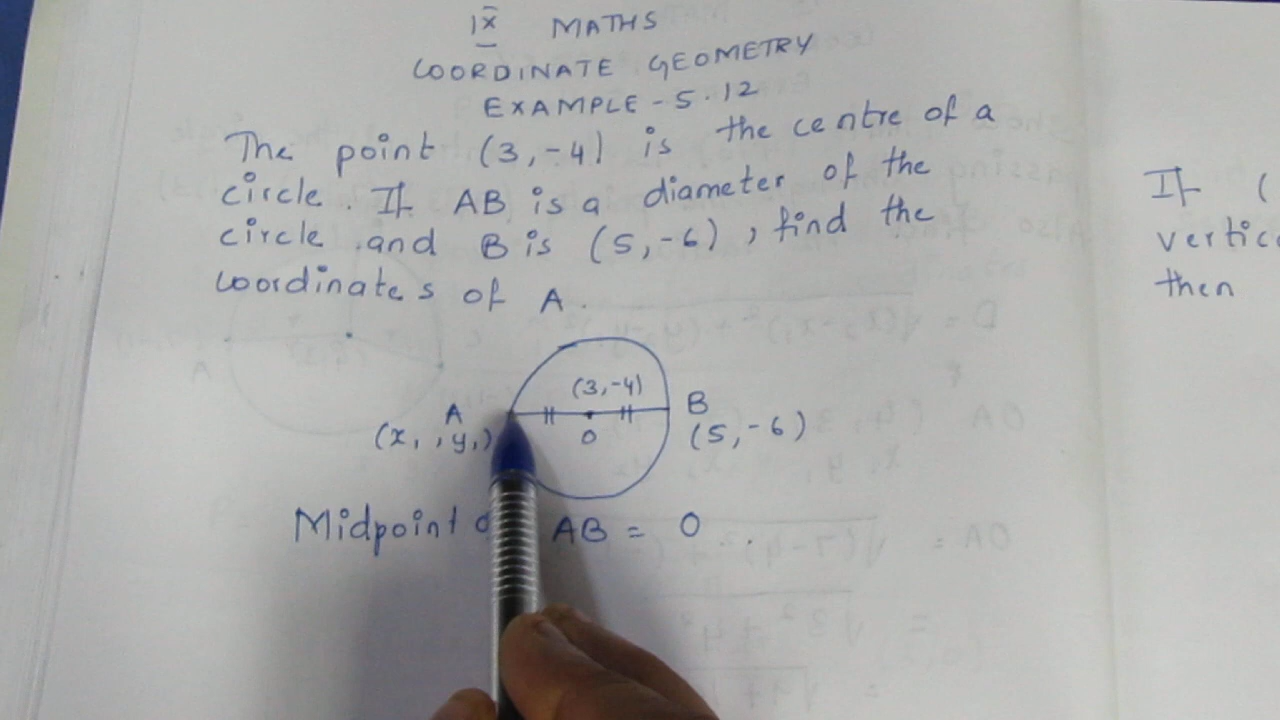 IX MATHS
COORDINATE GEOMETRY
EXAMPLE - 5.12
The point (3,-4) is the centre of a
circle. If AB is a diameter of the
circle and B is (5,-6), find the
coordinates of A.
(3,-4)
A
B
(x₁, y₁)
O
(5,-6)
Midpoint AB = O
If (
then